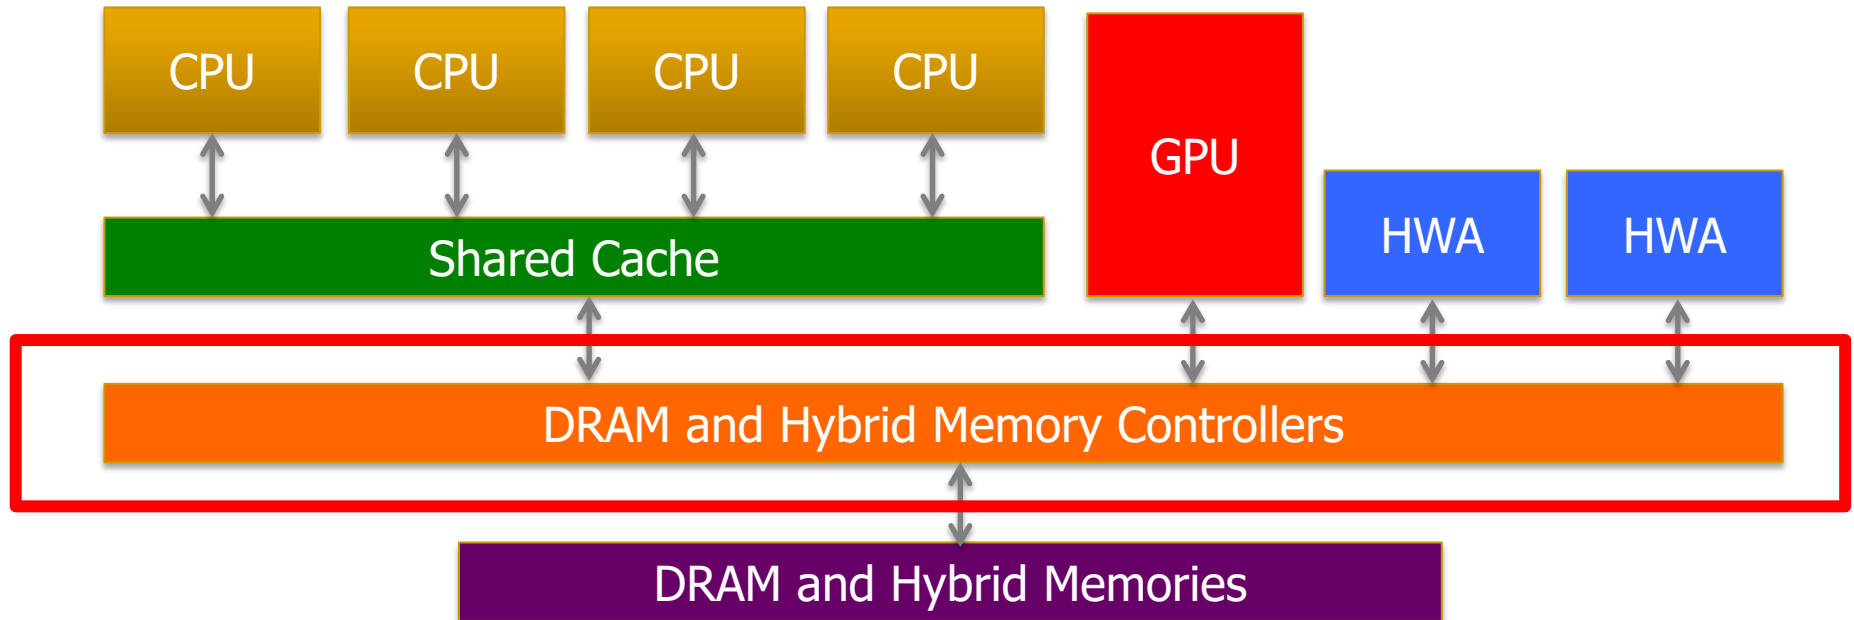 CPU
CPU
CPU
CPU
GPU
HWA
HWA
Shared Cache
DRAM and Hybrid Memory Controllers
DRAM and Hybrid Memories